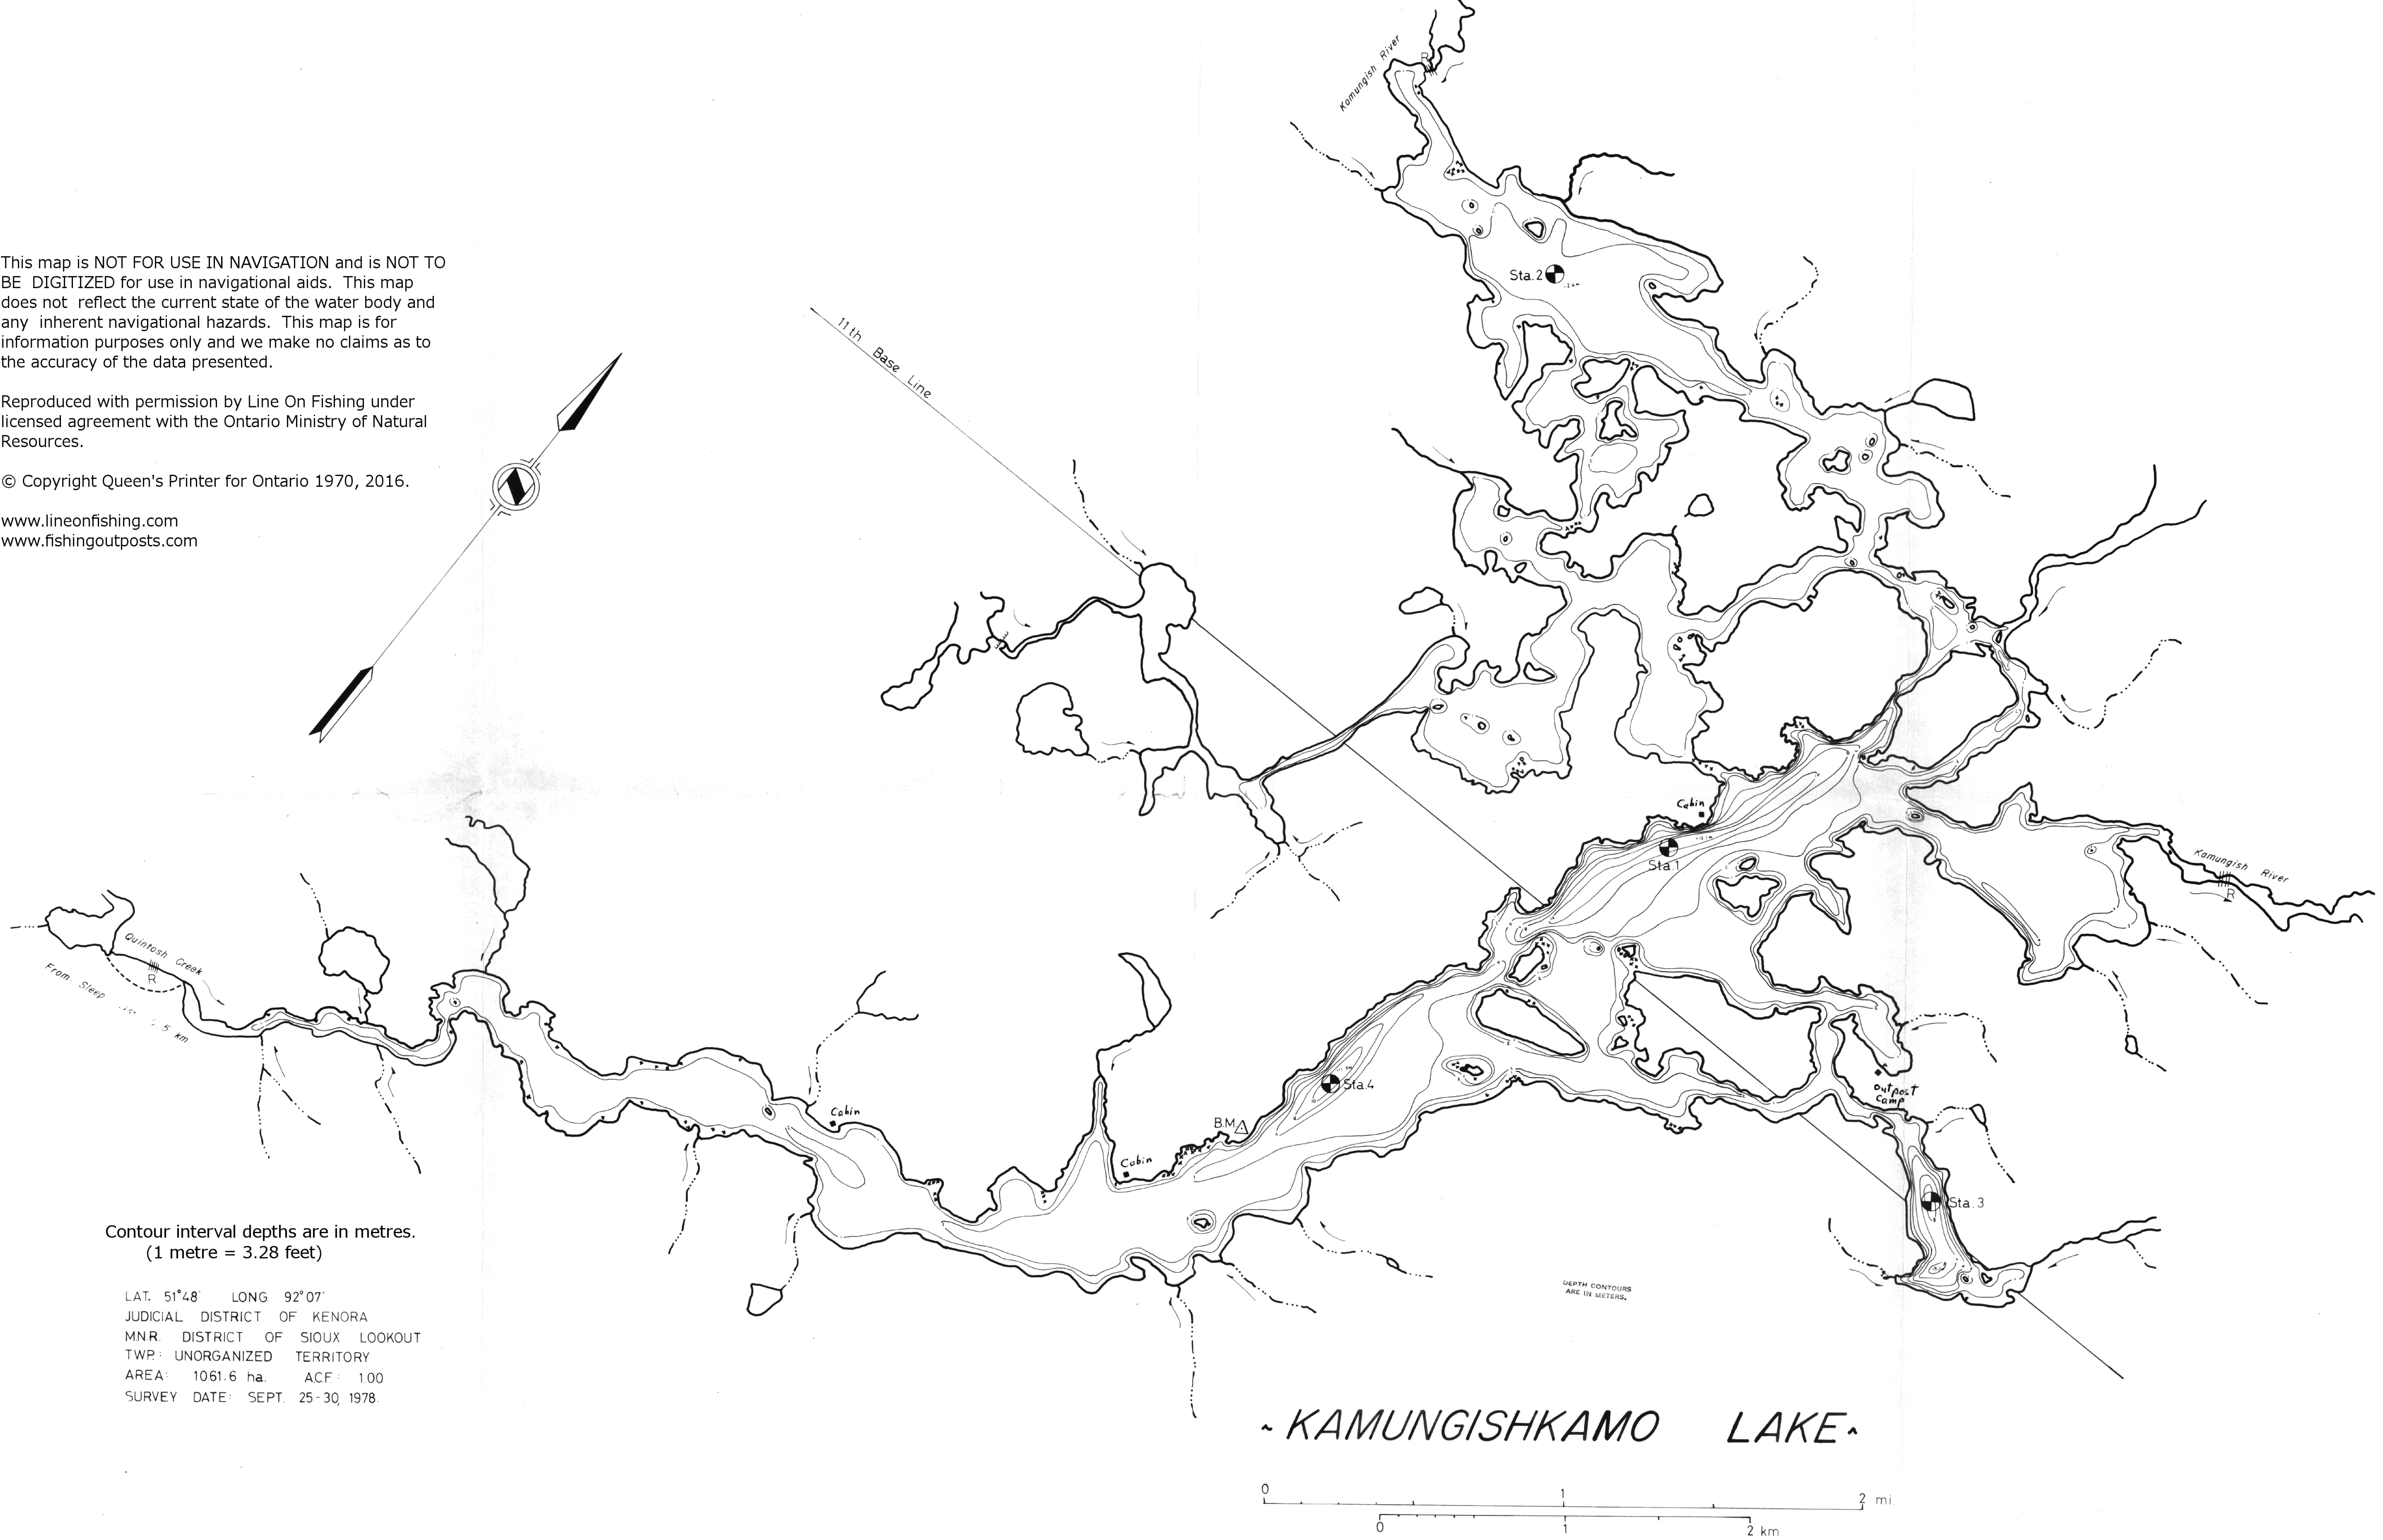 Kamungish River
R
This map is NOT FOR USE IN NAVIGATION and is NOT TO
BE DIGITIZED for use in navigational aids. This map
does not reflect the current state of the water body and
any inherent navigational hazards. This map is for
information purposes only and we make no claims as to
the accuracy of the data presented.
Reproduced with permission by Line On Fishing under
licensed agreement with the Ontario Ministry of Natural
Resources.
© Copyright Queen's Printer for Ontario 1970, 2016.
www.lineonfishing.com
www.fishingoutposts.com
Sta.2
11th Base Line
Cabin
Sta.1
Kamungish River
R
Quintosh Creek
R
From Sleep
5 km
Sta.4
Outpost
Camp
Cabin
B.M.
Cabin
Sta. 3
Contour interval depths are in metres.
(1 metre = 3.28 feet)
DEPTH CONTOURS
ARE IN METERS.
LAT. 51°48' LONG 92°07'
JUDICIAL DISTRICT OF KENORA
M.N.R. DISTRICT OF SIOUX LOOKOUT
TWP.: UNORGANIZED TERRITORY
AREA: 1061.6 ha. A.C.F.: 1.00
SURVEY DATE: SEPT. 25-30, 1978.
~ KAMUNGISHKAMO LAKE ~
0 1 2 mi.
0 1 2 km.